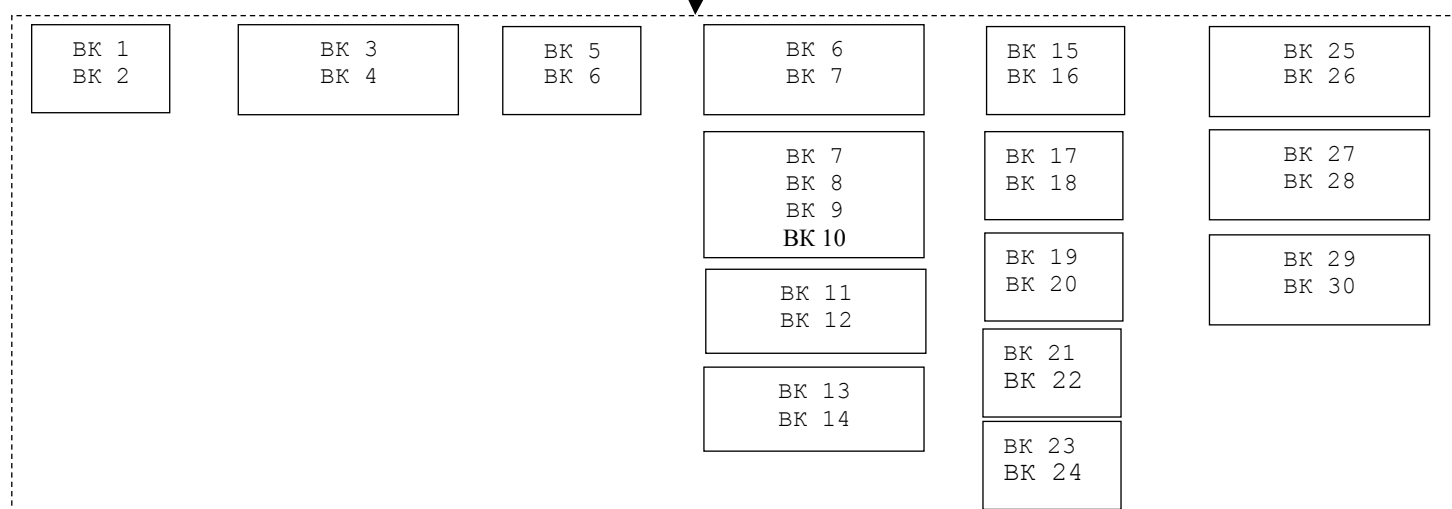 ВК 1
ВК 2
ВК 3
ВК 4
ВК 5
ВК 6
ВК 6
ВК 7
ВК 7
ВК 8
ВК 9
ВК 10
ВК 11
ВК 12
ВК 13
ВК 14
ВК 15
ВК 16
ВК 17
ВК 18
ВК 19
ВК 20
ВК 21
ВК 22
ВК 23
ВК 24
ВК 25
ВК 26
ВК 27
ВК 28
ВК 29
ВК 30